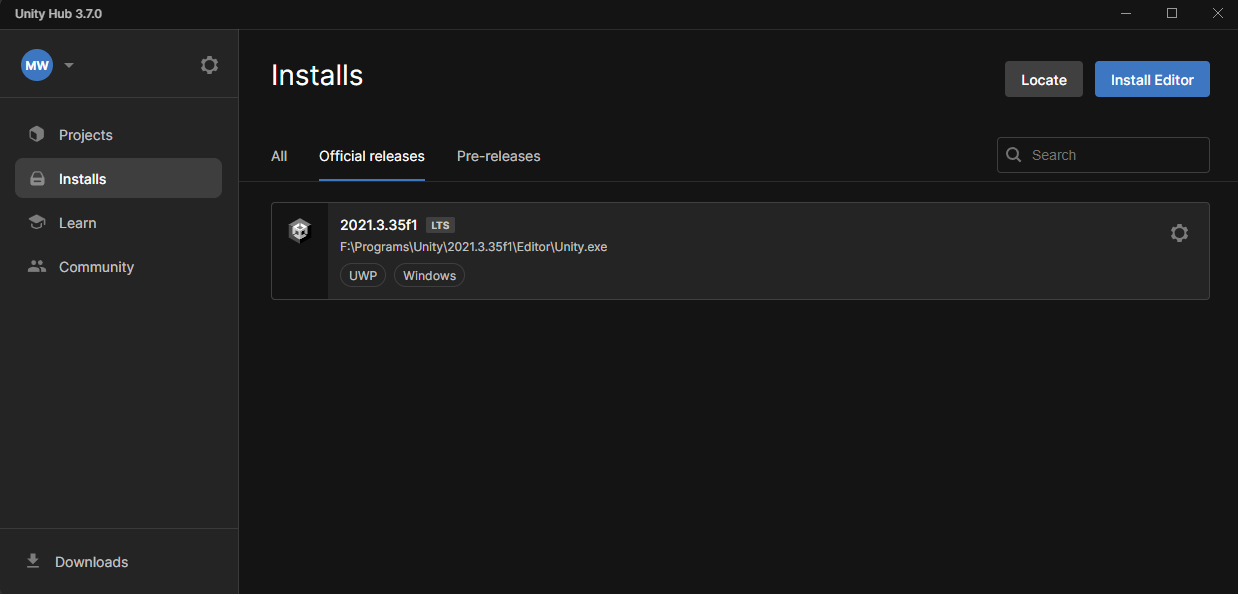 Unity Hub 3.7.0
MW
Projects
Installs
Learn
Community
Downloads
Installs
Locate
Install Editor
All
Official releases
Pre-releases
Search
2021.3.35f1 LTS
F:\Programs\Unity\2021.3.35f1\Editor\Unity.exe
UWP
Windows